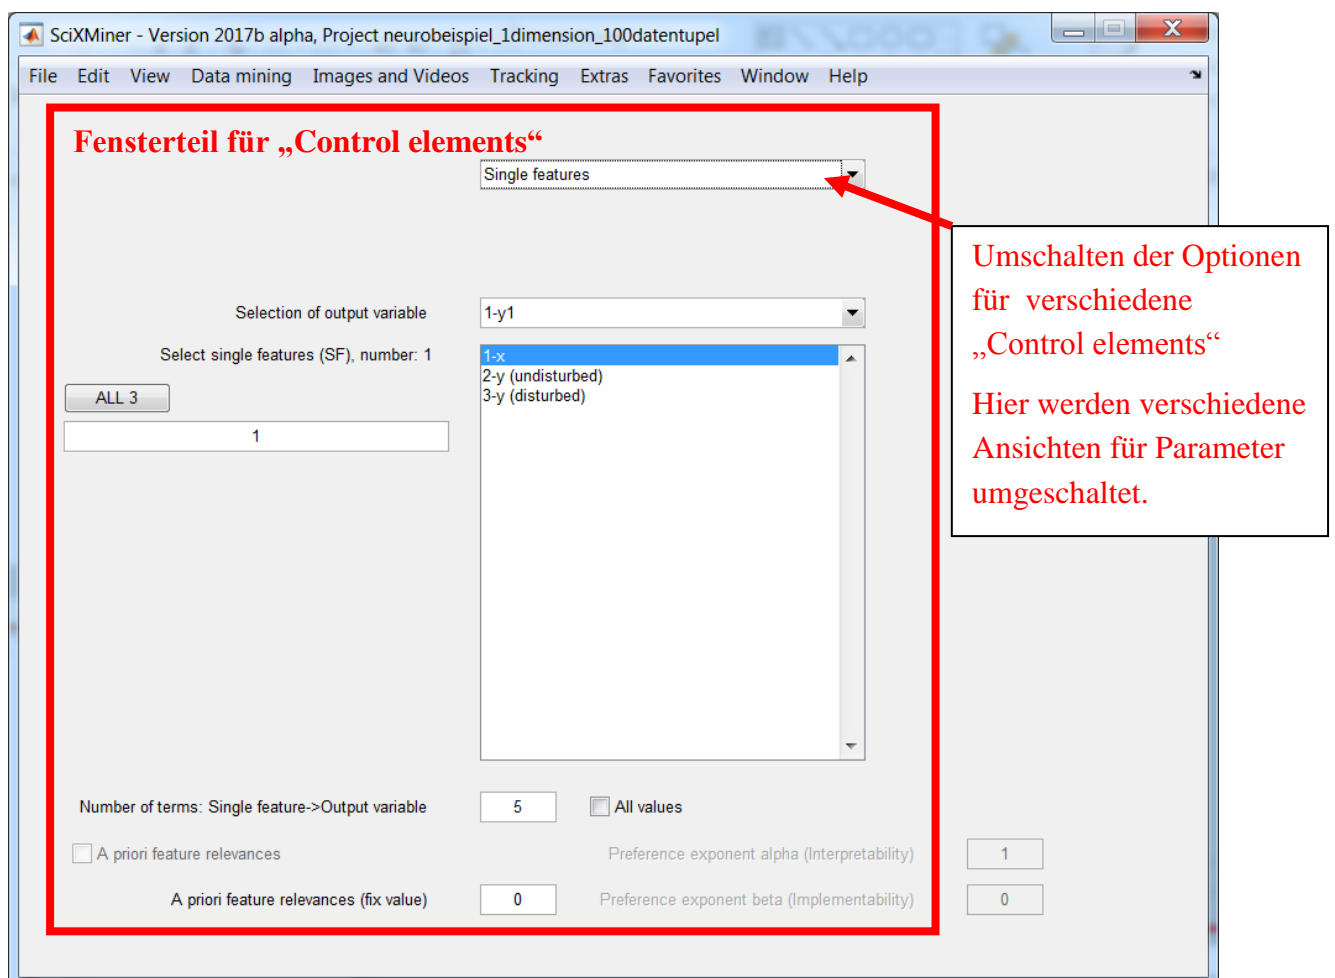 SciXMiner - Version 2017b alpha, Project neurobeispiel_1dimension_100datentupel
File Edit View Data mining Images and Videos Tracking Extras Favorites Window Help
Fensterteil für „Control elements“
Single features
Umschalten der Optionen
für verschiedene
„Control elements“
Hier werden verschiedene
Ansichten für Parameter
umgeschaltet.
Selection of output variable
1-y1
Select single features (SF), number: 1
1-x
2-y (undisturbed)
3-y (disturbed)
ALL 3
1
Number of terms: Single feature->Output variable
5
All values
A priori feature relevances
Preference exponent alpha (Interpretability)
1
A priori feature relevances (fix value)
0
Preference exponent beta (Implementability)
0